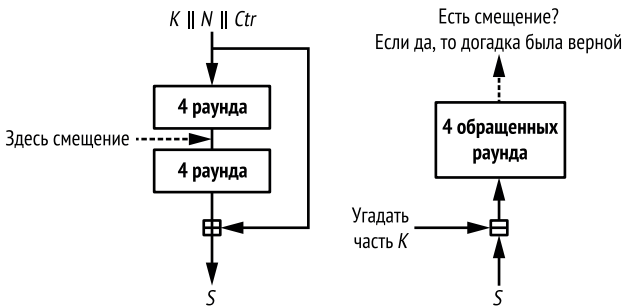 K || N || Ctr
4 раунда
Здесь смещение
4 раунда
S
Есть смещение?
Если да, то догадка была верной
4 обращенных
раунда
Угадать
часть K
S